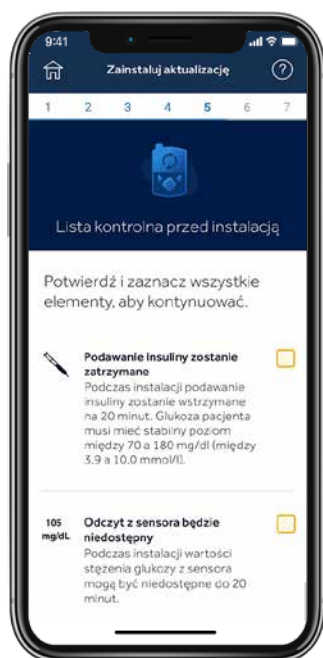 9:41
Zainstaluj aktualizację
?
1 2 3 4 5 6 7
Lista kontrolna przed instalacją
Potwierdź i zaznacz wszystkie
elementy, aby kontynuować.
Podawanie insuliny zostanie
zatrzymane
Podczas instalacji podawanie
insuliny zostanie wstrzymane
na 20 minut. Glukoza pacjenta
musi mieć stabilny poziom
między 70 a 180 mg/dl (między
3.9 a 10.0 mmol/l).
105
mg/dL
Odczyt z sensora będzie
niedostępny
Podczas instalacji wartości
stężenia glukozy z sensora
mogą być niedostępne do 20
minut.